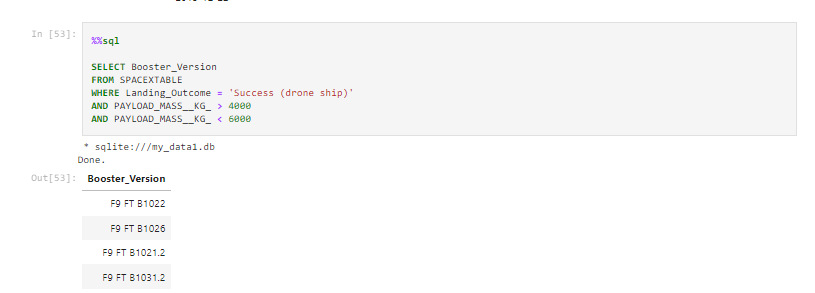 In [53]:
%%sql
SELECT Booster_Version
FROM SPACEXTABLE
WHERE Landing_Outcome = 'Success (drone ship)'
AND PAYLOAD_MASS__KG_ > 4000
AND PAYLOAD_MASS__KG_ < 6000
* sqlite:///my_data1.db
Done.
Out[53]:
Booster_Version
F9 FT B1022
F9 FT B1026
F9 FT B1021.2
F9 FT B1031.2